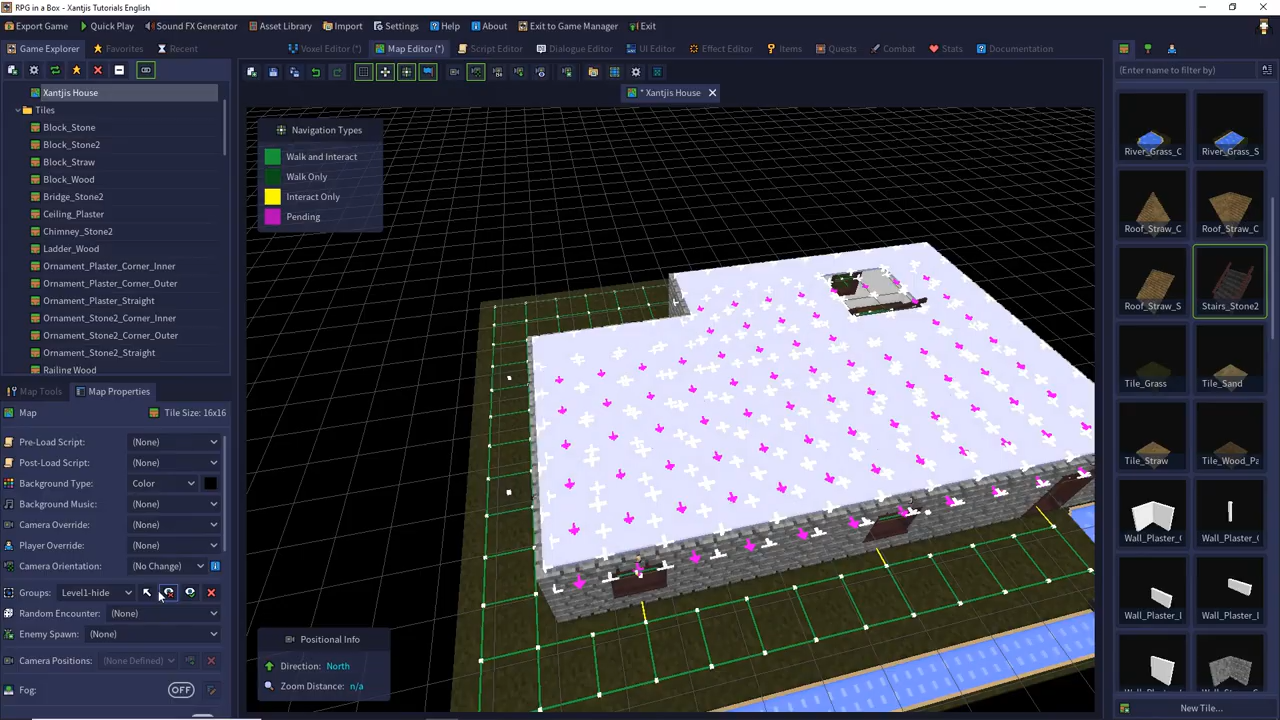 RPG in a Box — Xantjis Tutorials English
Export Game
Quick Play
Sound FX Generator
Asset Library
Import
Settings
Help
About
Exit to Game Manager
Exit
Game Explorer
Favorites
Recent
Voxel Editor (*)
Map Editor (*)
Script Editor
Dialogue Editor
UI Editor
Effect Editor
Items
Quests
Combat
Stats
Documentation
(Enter name to filter by)
Xantjis House
Tiles
Block_Stone
Block_Stone2
Block_Straw
Block_Wood
Bridge_Stone2
Ceiling_Plaster
Chimney_Stone2
Ladder_Wood
Ornament_Plaster_Corner_Inner
Ornament_Plaster_Corner_Outer
Ornament_Plaster_Straight
Ornament_Stone2_Corner_Inner
Ornament_Stone2_Corner_Outer
Ornament_Stone2_Straight
Railing Wood
* Xantjis House
Navigation Types
Walk and Interact
Walk Only
Interact Only
Pending
Map Tools
Map Properties
Map
Tile Size: 16x16
Pre-Load Script: (None)
Post-Load Script: (None)
Background Type: Color
Background Music: (None)
Camera Override: (None)
Player Override: (None)
Camera Orientation: (No Change)
Groups: Level1-hide
Random Encounter: (None)
Enemy Spawn: (None)
Camera Positions: (None Defined)
Fog: OFF
Positional Info
Direction: North
Zoom Distance: n/a
River_Grass_C
River_Grass_S
Roof_Straw_C
Roof_Straw_C
Roof_Straw_S
Stairs_Stone2
Tile_Grass
Tile_Sand
Tile_Straw
Tile_Wood_Pa
Wall_Plaster_(
Wall_Plaster_(
Wall_Plaster_I
Wall_Plaster_I
New Tile...